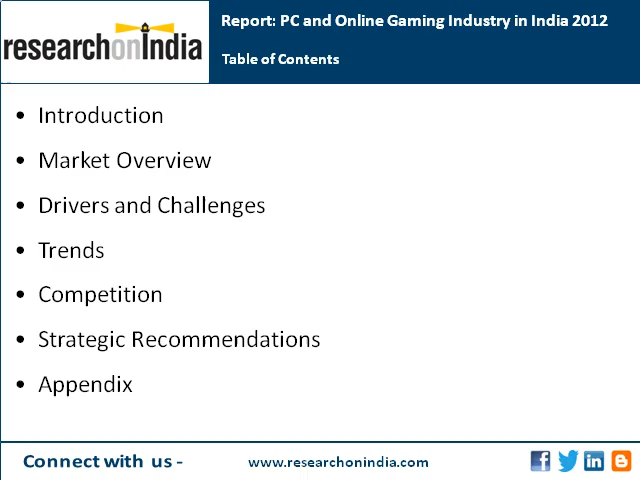 Report: PC and Online Gaming Industry in India 2012
researchonindia
Table of Contents
• Introduction
• Market Overview
• Drivers and Challenges
• Trends
• Competition
• Strategic Recommendations
• Appendix
Connect with us - www.researchonindia.com